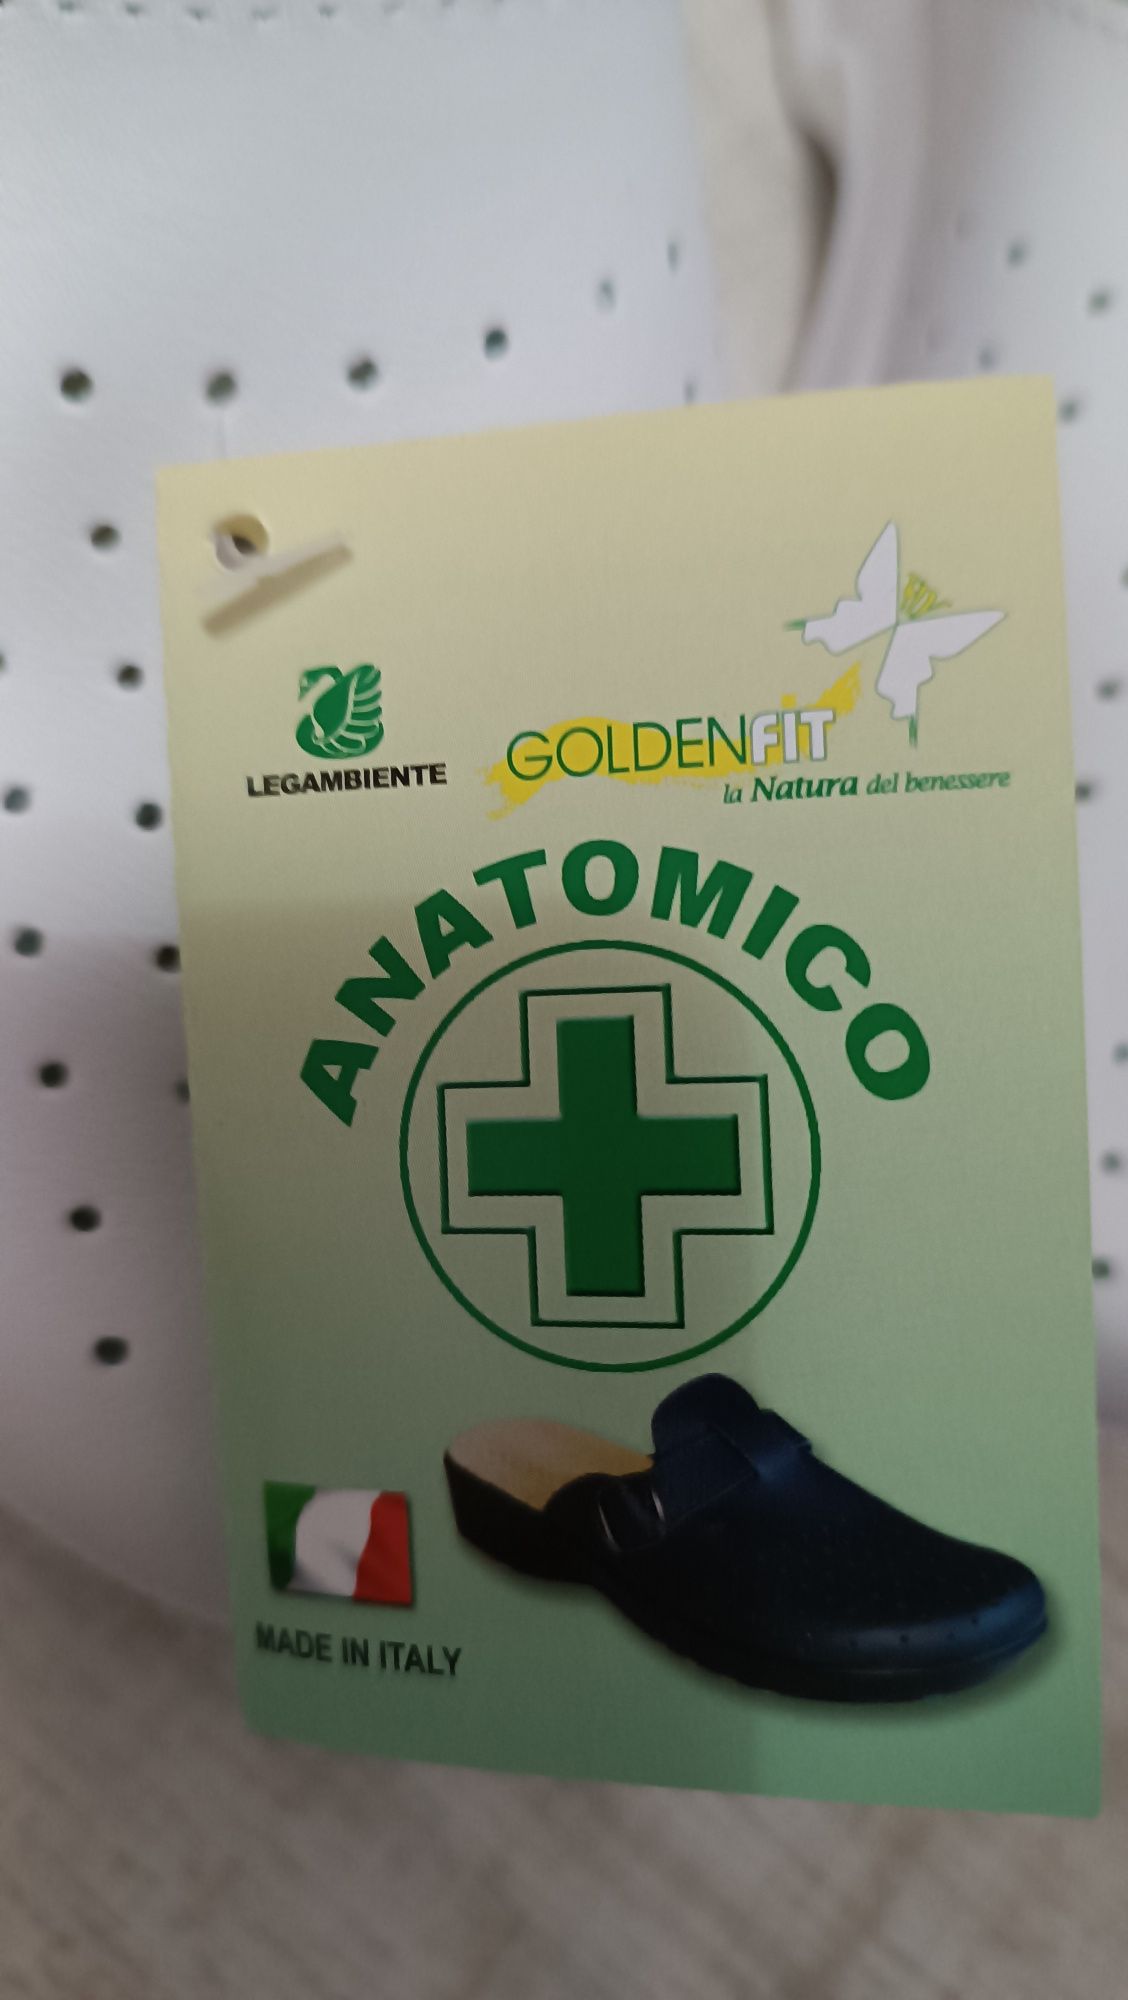 LEGAMBIENTE
GOLDENFIT
la Natura del benessere
ANATOMICO
MADE IN ITALY